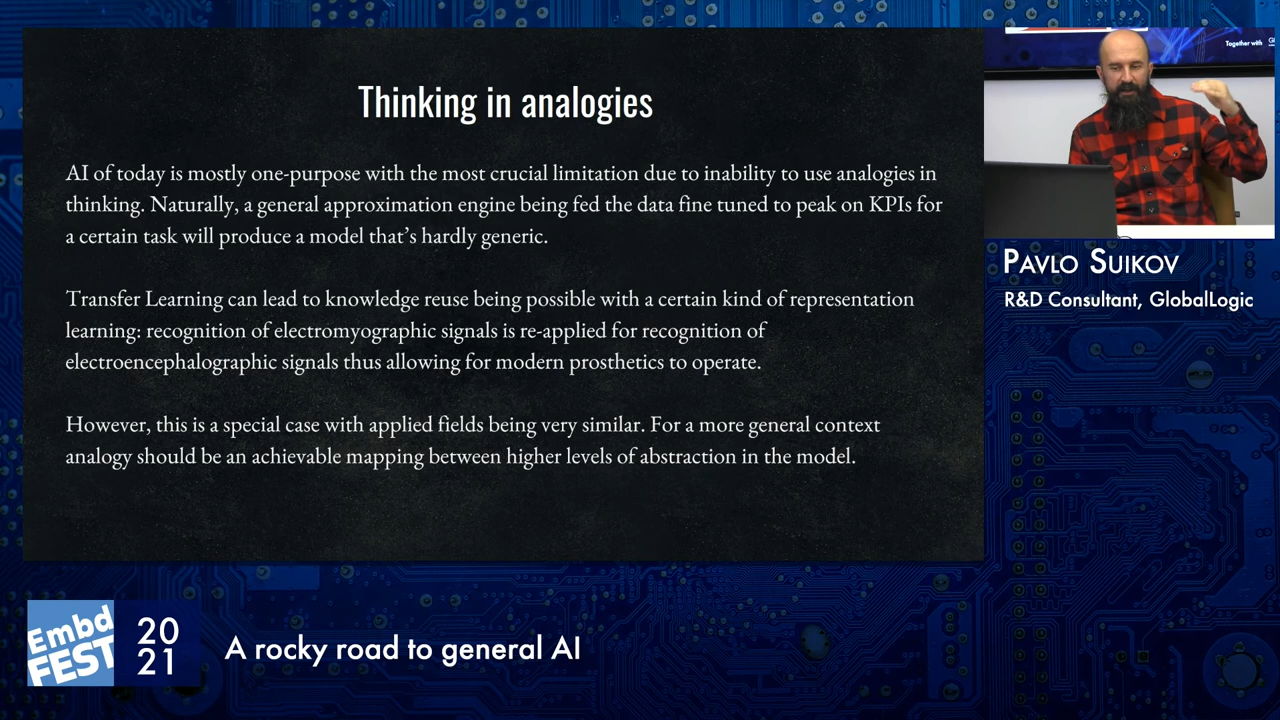 Thinking in analogies
AI of today is mostly one-purpose with the most crucial limitation due to inability to use analogies in
thinking. Naturally, a general approximation engine being fed the data fine tuned to peak on KPIs for
a certain task will produce a model that’s hardly generic.
Transfer Learning can lead to knowledge reuse being possible with a certain kind of representation
learning: recognition of electromyographic signals is re-applied for recognition of
electroencephalographic signals thus allowing for modern prosthetics to operate.
However, this is a special case with applied fields being very similar. For a more general context
analogy should be an achievable mapping between higher levels of abstraction in the model.
Together with
Pavlo Suikov
R&D Consultant, GlobalLogic
Embd
FEST
20
21
A rocky road to general AI